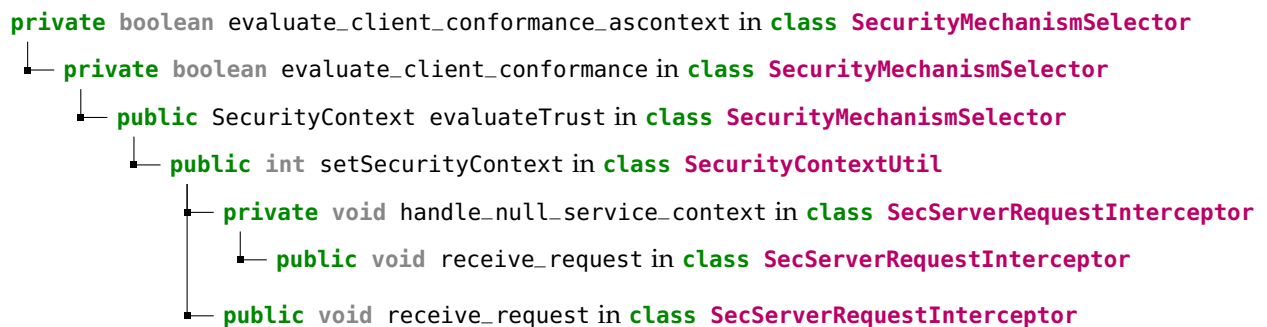 private boolean evaluate_client_conformance_ascontext in class SecurityMechanismSelector
private boolean evaluate_client_conformance in class SecurityMechanismSelector
public SecurityContext evaluateTrust in class SecurityMechanismSelector
public int setSecurityContext in class SecurityContextUtil
private void handle_null_service_context in class SecServerRequestInterceptor
public void receive_request in class SecServerRequestInterceptor
public void receive_request in class SecServerRequestInterceptor